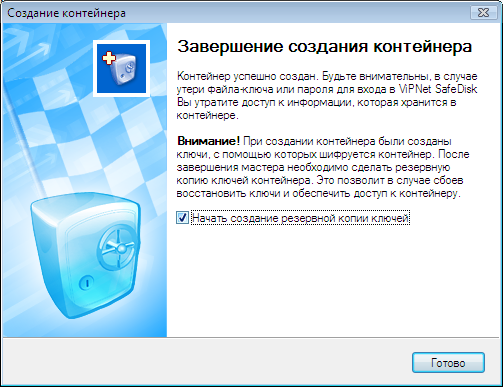 Создание контейнера
Завершение создания контейнера
Контейнер успешно создан. Будьте внимательны, в случае
утери файла-ключа или пароля для входа в ViPNet SafeDisk
Вы утратите доступ к информации, которая хранится в
контейнере.
Внимание! При создании контейнера были созданы
ключи, с помощью которых шифруется контейнер. После
завершения мастера необходимо сделать резервную
копию ключей контейнера. Это позволит в случае сбоев
восстановить ключи и обеспечить доступ к контейнеру.
Начать создание резервной копии ключей
Готово